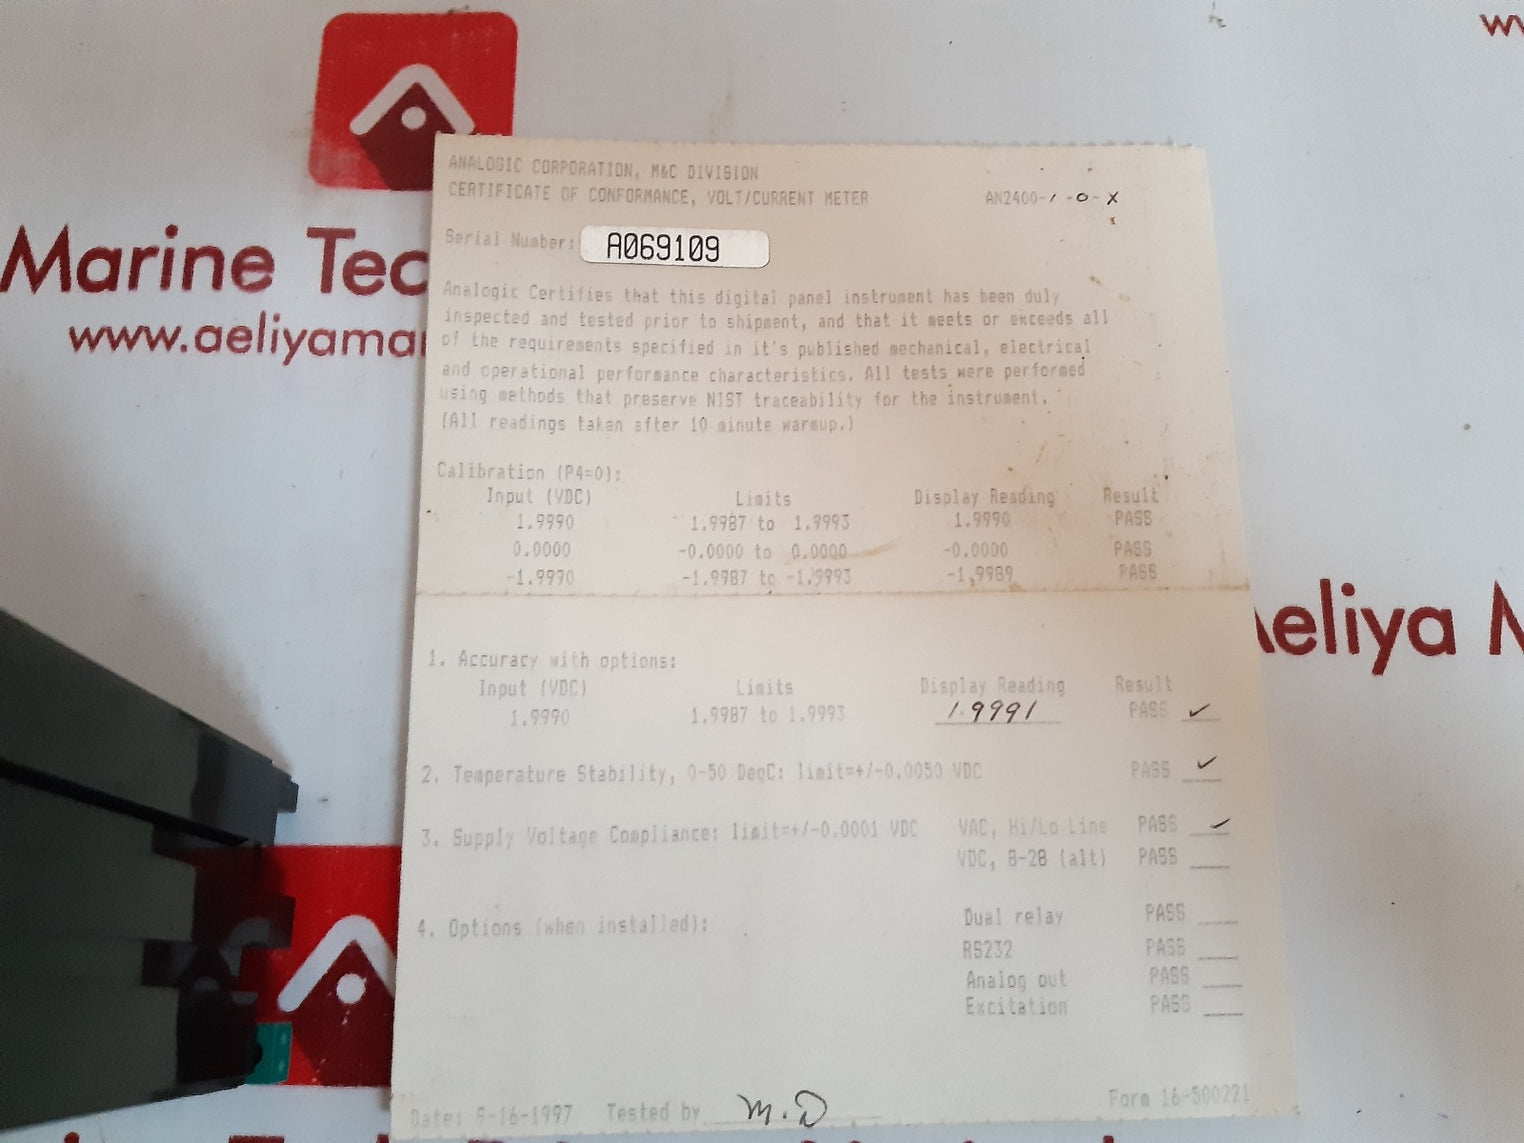 Marine Tec
www.aeliyamar
ANALOGIC CORPORATION, M&C DIVISION
CERTIFICATE OF CONFORMANCE, VOLT/CURRENT METER AN2400-1-0-X
Serial Number: A069109
Analogic Certifies that this digital panel instrument has been duly
inspected and tested prior to shipment, and that it meets or exceeds all
of the requirements specified in it's published mechanical, electrical
and operational performance characteristics. All tests were performed
using methods that preserve NIST traceability for the instrument.
(All readings taken after 10 minute warmup.)
Calibration (P4=0):
Input (VDC) Limits Display Reading Result
1.9990 1.9987 to 1.9993 1.9990 PASS
0.0000 -0.0000 to 0.0000 -0.0000 PASS
-1.9990 -1.9987 to -1.9993 -1.9989 PASS
eliya M
1. Accuracy with options:
Input (VDC) Limits Display Reading Result
1.9990 1.9987 to 1.9993 1.9991 PASS ✓
2. Temperature Stability, 0-50 DegC: limit=+/-0.0050 VDC PASS ✓
3. Supply Voltage Compliance: limit=+/-0.0001 VDC VAC, Hi/Lo Line PASS ✓
VDC, 8-28 (alt) PASS ___
4. Options (when installed): Dual relay PASS ___
RS232 PASS ___
Analog out PASS ___
Excitation PASS ___
Form 16-500221
Date: 9-16-1997 Tested by M.D